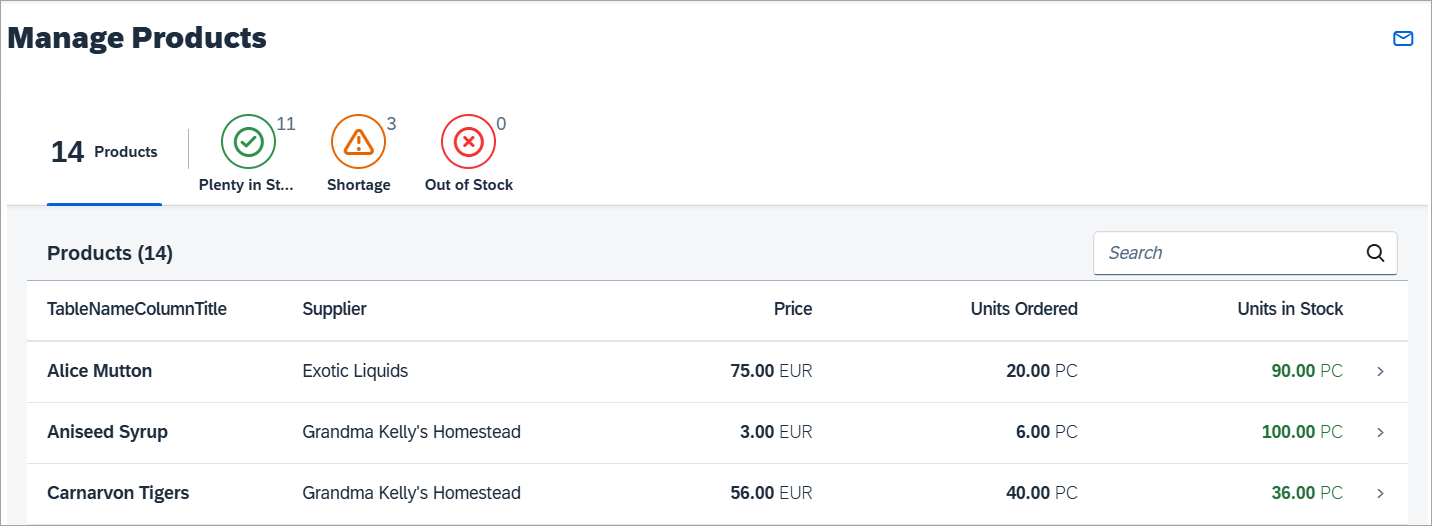 Manage Products
14 Products
11
3
0
Plenty in St... Shortage Out of Stock
Products (14)
Search
TableNameColumnTitle Supplier Price Units Ordered Units in Stock
Alice Mutton Exotic Liquids 75.00 EUR 20.00 PC 90.00 PC
Aniseed Syrup Grandma Kelly's Homestead 3.00 EUR 6.00 PC 100.00 PC
Carnarvon Tigers Grandma Kelly's Homestead 56.00 EUR 40.00 PC 36.00 PC